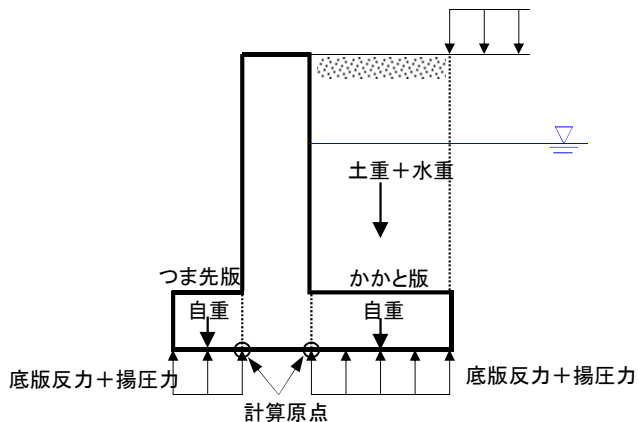 土重＋水重
つま先版
かかと版
自重
自重
底版反力＋揚圧力
底版反力＋揚圧力
計算原点